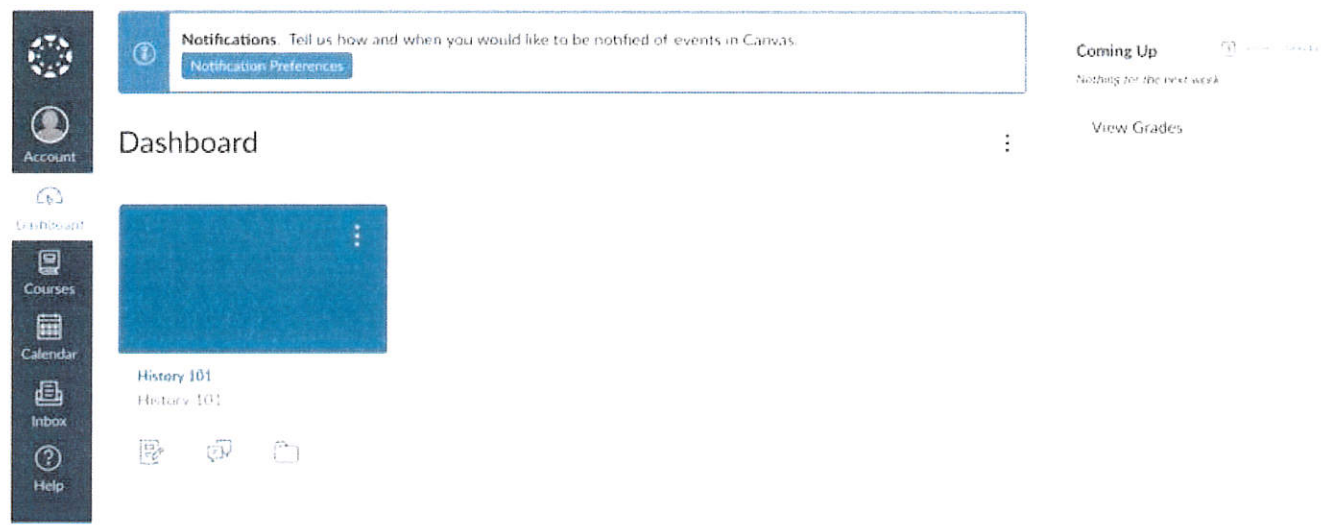 Notifications. Tell us how and when you would like to be notified of events in Canvas.
Notification Preferences
Account
Dashboard
Courses
Calendar
Inbox
Help
Dashboard
History 101
History 101
Coming Up
Nothing for the next week
View Grades